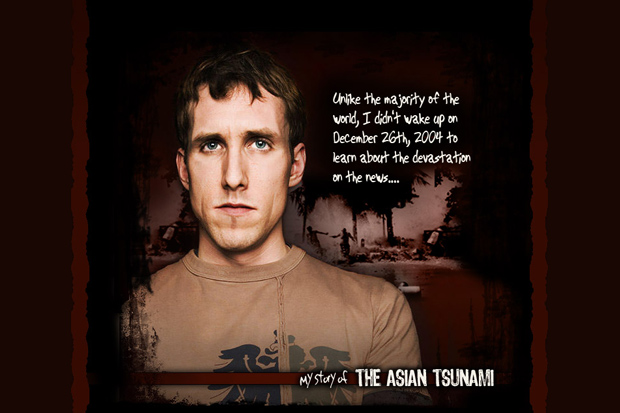 Unlike the majority of the
world, I didn't wake up on
December 26th, 2004 to
learn about the devastation
on the news....
my story of THE ASIAN TSUNAMI